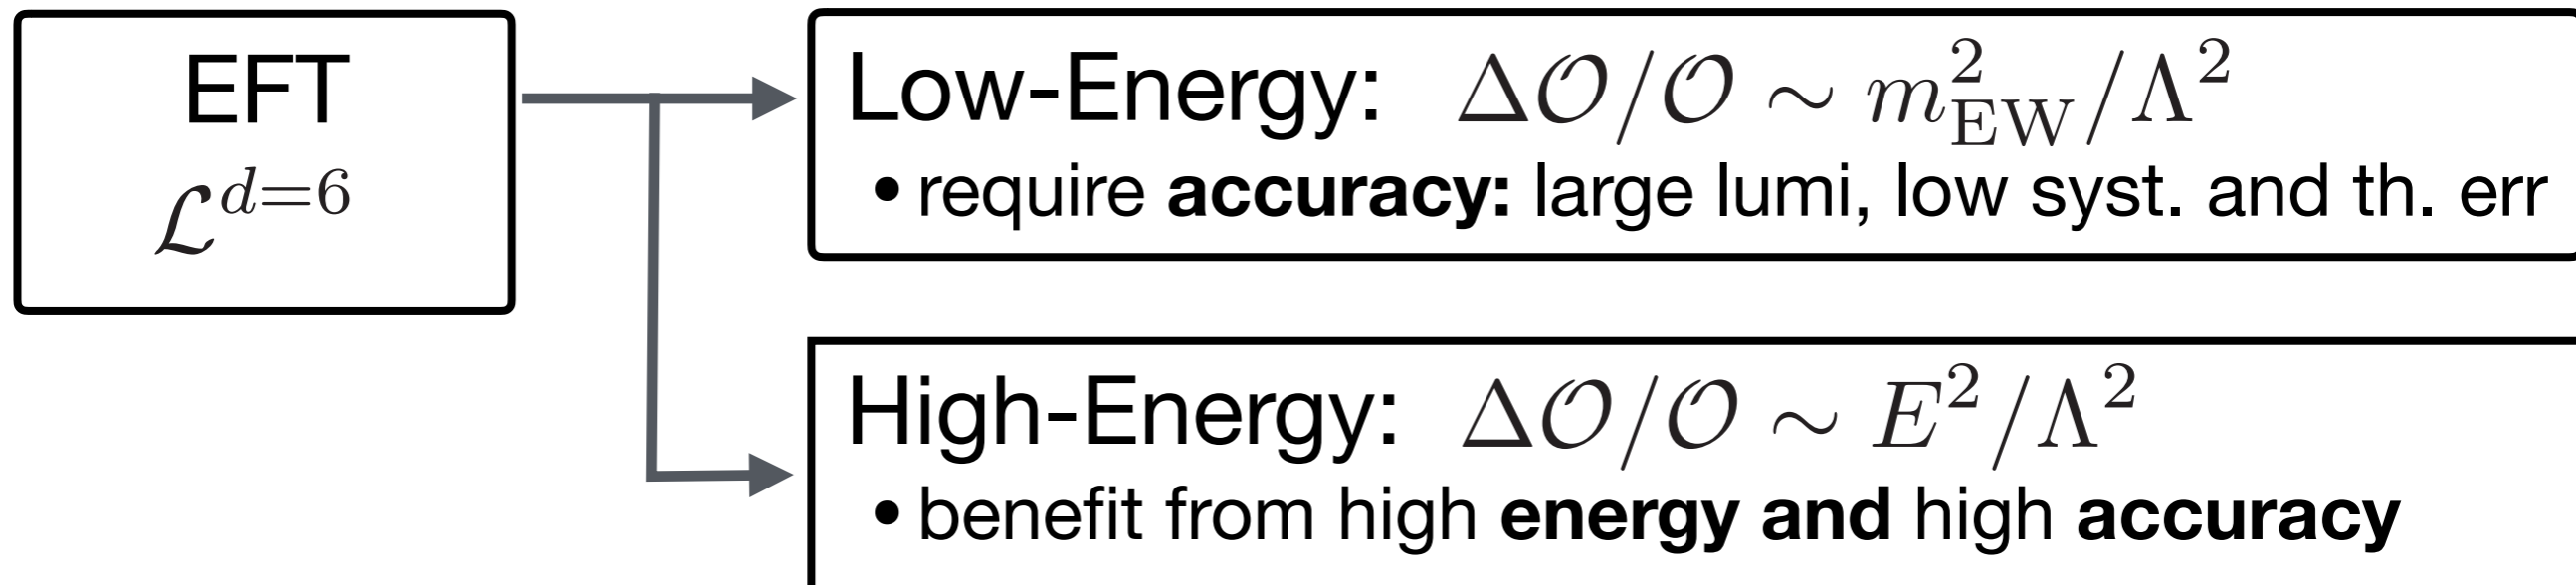 EFT
ℒ^{d=6}
Low-Energy: Δ𝒪/𝒪 ~ m²_EW/Λ²
• require accuracy: large lumi, low syst. and th. err
High-Energy: Δ𝒪/𝒪 ~ E²/Λ²
• benefit from high energy and high accuracy